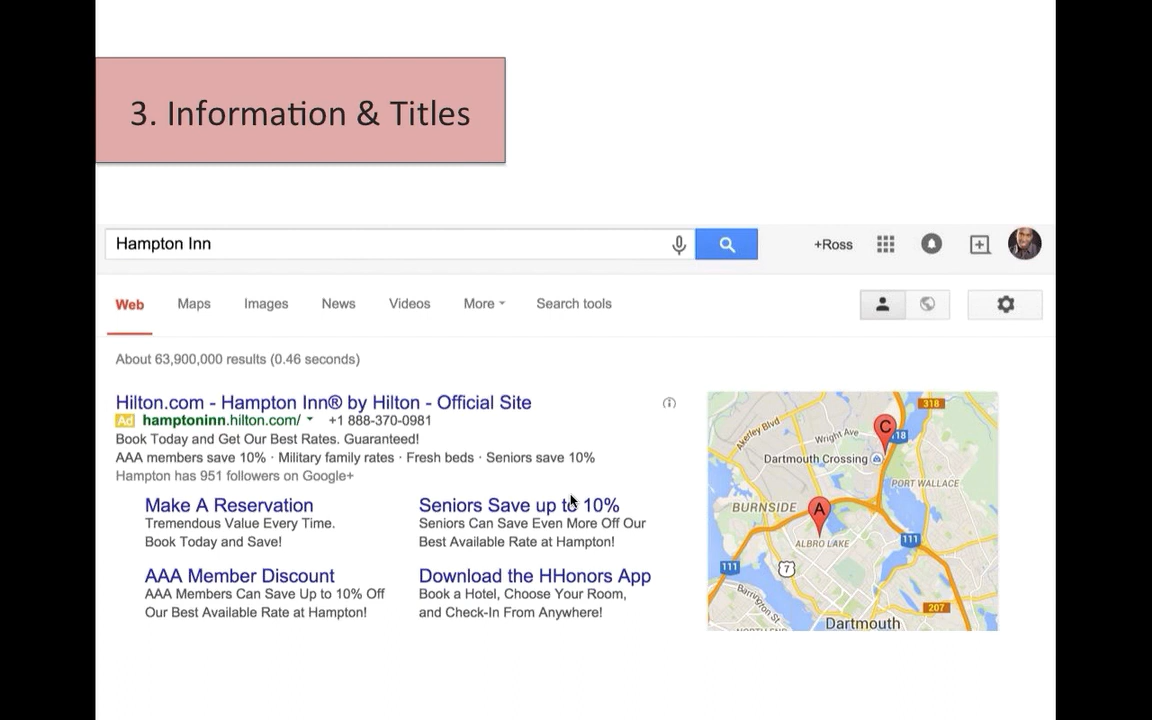 3. Information & Titles
Hampton Inn
+Ross
Web Maps Images News Videos More Search tools
About 63,900,000 results (0.46 seconds)
Hilton.com - Hampton Inn® by Hilton - Official Site
Ad hamptoninn.hilton.com/ +1 888-370-0981
Book Today and Get Our Best Rates. Guaranteed!
AAA members save 10% · Military family rates · Fresh beds · Seniors save 10%
Hampton has 951 followers on Google+
Make A Reservation
Tremendous Value Every Time.
Book Today and Save!
Seniors Save up to 10%
Seniors Can Save Even More Off Our
Best Available Rate at Hampton!
AAA Member Discount
AAA Members Can Save Up to 10% Off
Our Best Available Rate at Hampton!
Download the HHonors App
Book a Hotel, Choose Your Room,
and Check-In From Anywhere!
318
Akerley Blvd
C
Wright Ave
118
Dartmouth Crossing
PORT WALLACE
BURNSIDE
A
ALBRO LAKE
111
111
7
Barrington St
207
Dartmouth